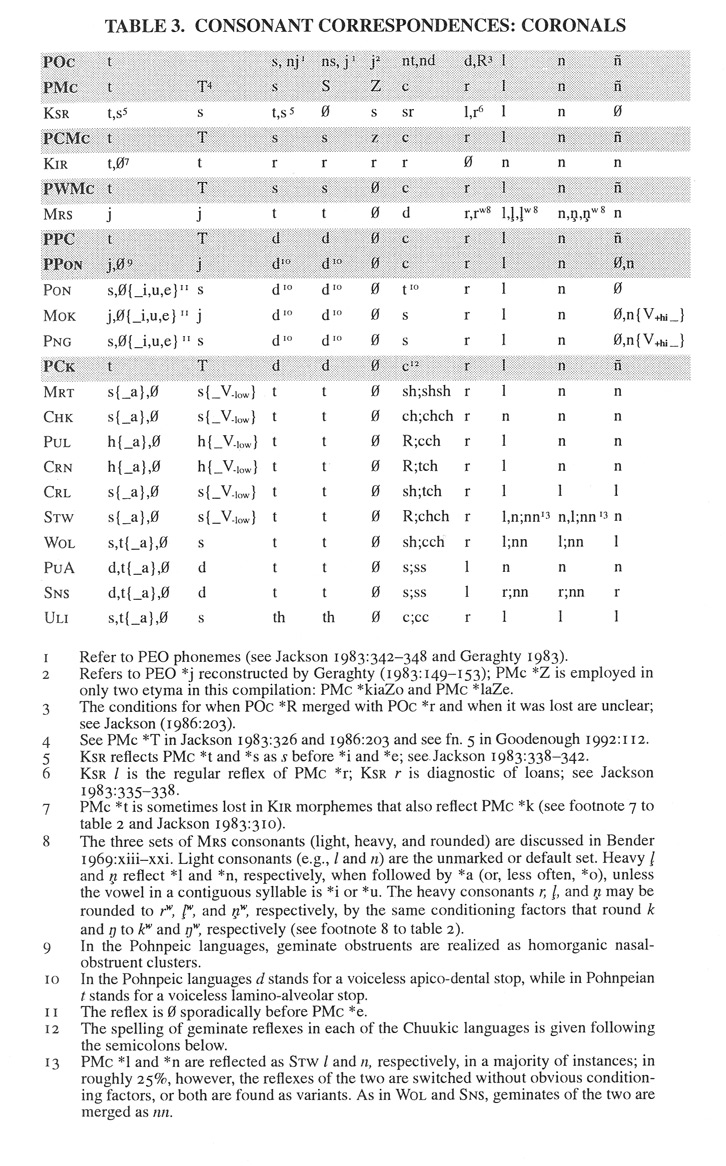 TABLE 3. CONSONANT CORRESPONDENCES: CORONALS
POC t s, nj¹ ns, j¹ j² nt,nd d,R³ l n ñ
PMC t T⁴ s S Z c r l n ñ
KSR t,s⁵ s t,s⁵ Ø s sr l,r⁶ l n Ø
PCMC t T s s z c r l n ñ
KIR t,Ø⁷ t r r r r Ø n n n
PWMC t T s s Ø c r l n ñ
MRS j j t t Ø d r,rʷ⁸ l,ḷ,ḷʷ⁸ n,ṇ,ṇʷ⁸ n
PPC t T d d Ø c r l n ñ
PPON j,Ø⁹ j d¹⁰ d¹⁰ Ø c r l n Ø,n
PON s,Ø{_i,u,e}¹¹ s d¹⁰ d¹⁰ Ø t¹⁰ r l n Ø
MOK j,Ø{_i,u,e}¹¹ j d¹⁰ d¹⁰ Ø s r l n Ø,n{V₊hi_}
PNG s,Ø{_i,u,e}¹¹ s d¹⁰ d¹⁰ Ø s r l n Ø,n{V₊hi_}
PCK t T d d Ø c¹² r l n ñ
MRT s{_a},Ø s{_V-low} t t Ø sh;shsh r l n n
CHK s{_a},Ø s{_V-low} t t Ø ch;chch r n n n
PUL h{_a},Ø h{_V-low} t t Ø R;cch r l n n
CRN h{_a},Ø h{_V-low} t t Ø R;tch r l n n
CRL s{_a},Ø s{_V-low} t t Ø sh;tch r l l l
STW s{_a},Ø s{_V-low} t t Ø R;chch r l,n;nn¹³ n,l;nn¹³ n
WOL s,t{_a},Ø s t t Ø sh;cch r l;nn l;nn l
PUA d,t{_a},Ø d t t Ø s;ss l n n n
SNS d,t{_a},Ø d t t Ø s;ss l r;nn r;nn r
ULI s,t{_a},Ø s th th Ø c;cc r l l l
1 Refer to PEO phonemes (see Jackson 1983:342–348 and Geraghty 1983).
2 Refers to PEO *j reconstructed by Geraghty (1983:149–153); PMC *Z is employed in
only two etyma in this compilation: PMC *kiaZo and PMC *laZe.
3 The conditions for when POC *R merged with POC *r and when it was lost are unclear;
see Jackson (1986:203).
4 See PMC *T in Jackson 1983:326 and 1986:203 and see fn. 5 in Goodenough 1992:112.
5 KSR reflects PMC *t and *s as s before *i and *e; see Jackson 1983:338–342.
6 KSR l is the regular reflex of PMC *r; KSR r is diagnostic of loans; see Jackson
1983:335–338.
7 PMC *t is sometimes lost in KIR morphemes that also reflect PMC *k (see footnote 7 to
table 2 and Jackson 1983:310).
8 The three sets of MRS consonants (light, heavy, and rounded) are discussed in Bender
1969:xiii–xxi. Light consonants (e.g., l and n) are the unmarked or default set. Heavy ḷ
and ṇ reflect *l and *n, respectively, when followed by *a (or, less often, *o), unless
the vowel in a contiguous syllable is *i or *u. The heavy consonants r, ḷ, and ṇ may be
rounded to rʷ, ḷʷ, and ṇʷ, respectively, by the same conditioning factors that round k
and ŋ to kʷ and ŋʷ, respectively (see footnote 8 to table 2).
9 In the Pohnpeic languages, geminate obstruents are realized as homorganic nasal-
obstruent clusters.
10 In the Pohnpeic languages d stands for a voiceless apico-dental stop, while in Pohnpeian
t stands for a voiceless lamino-alveolar stop.
11 The reflex is Ø sporadically before PMC *e.
12 The spelling of geminate reflexes in each of the Chuukic languages is given following
the semicolons below.
13 PMC *l and *n are reflected as STW l and n, respectively, in a majority of instances; in
roughly 25%, however, the reflexes of the two are switched without obvious condition-
ing factors, or both are found as variants. As in WOL and SNS, geminates of the two are
merged as nn.